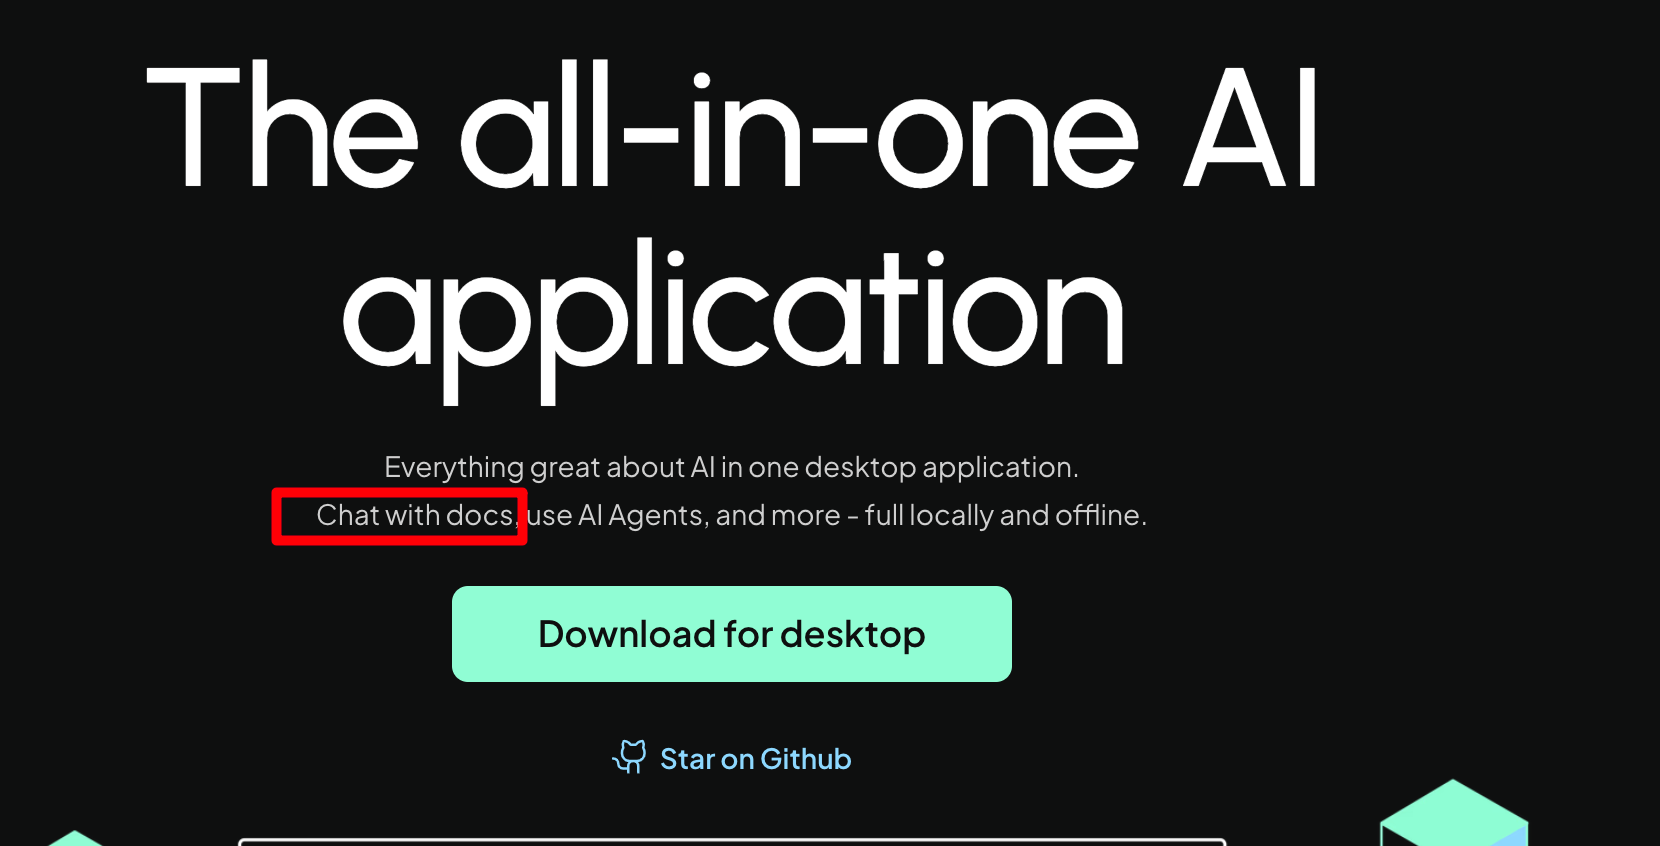 The all-in-one AI
application
Everything great about AI in one desktop application.
Chat with docs, use AI Agents, and more - full locally and offline.
Download for desktop
Star on Github